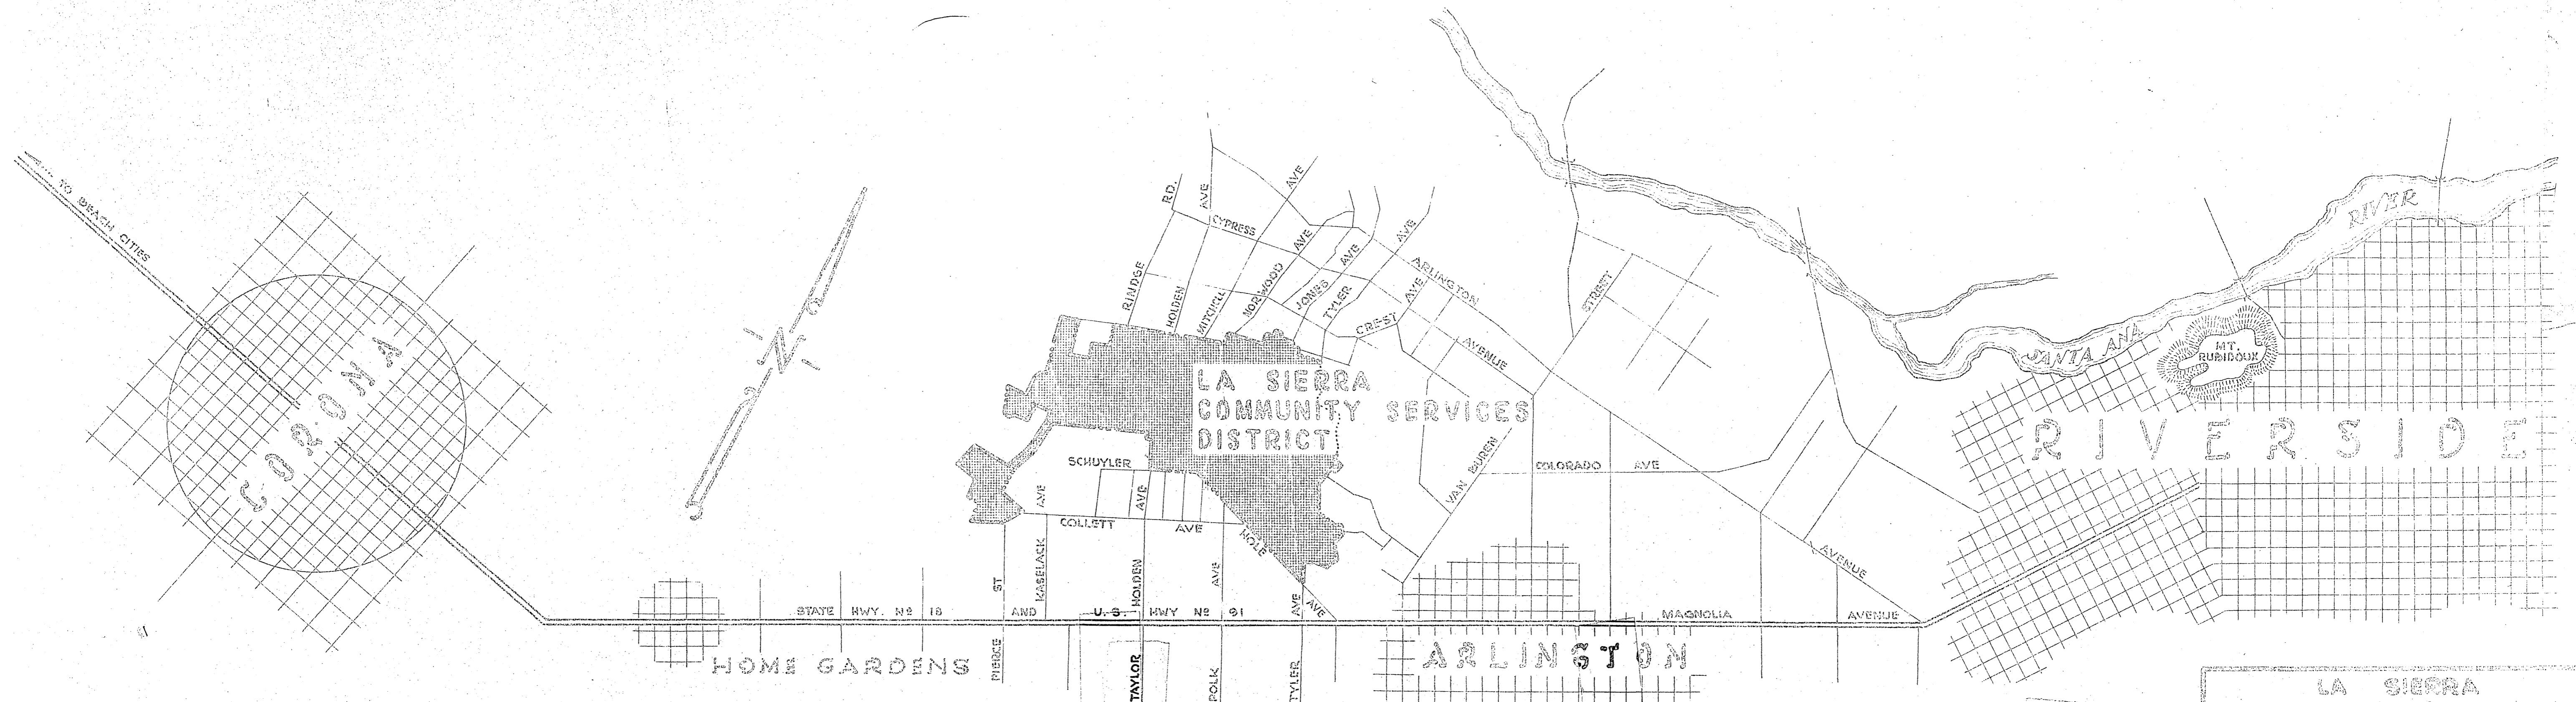 TO BEACH CITIES
CORONA
N
S
RINDGE RD.
HOLDEN AVE
CYPRESS AVE
MITCHELL AVE
NORWOOD AVE
JONES AVE
TYLER AVE
ARLINGTON AVENUE
CREST AVE
VAN BUREN STREET
LA SIERRA
COMMUNITY SERVICES
DISTRICT
SCHUYLER AVE
COLLETT AVE
HOLE AVE
COLORADO AVE
SANTA ANA RIVER
MT.
RUBIDOUX
RIVERSIDE
PIERCE ST
KASBLACK AVE
HOLDEN
AVE
AVE
STATE HWY. Nº 18 AND U.S. HWY Nº 91
MAGNOLIA AVENUE
HOME GARDENS
TAYLOR
POLK
TYLER
ARLINGTON
LA SIERRA